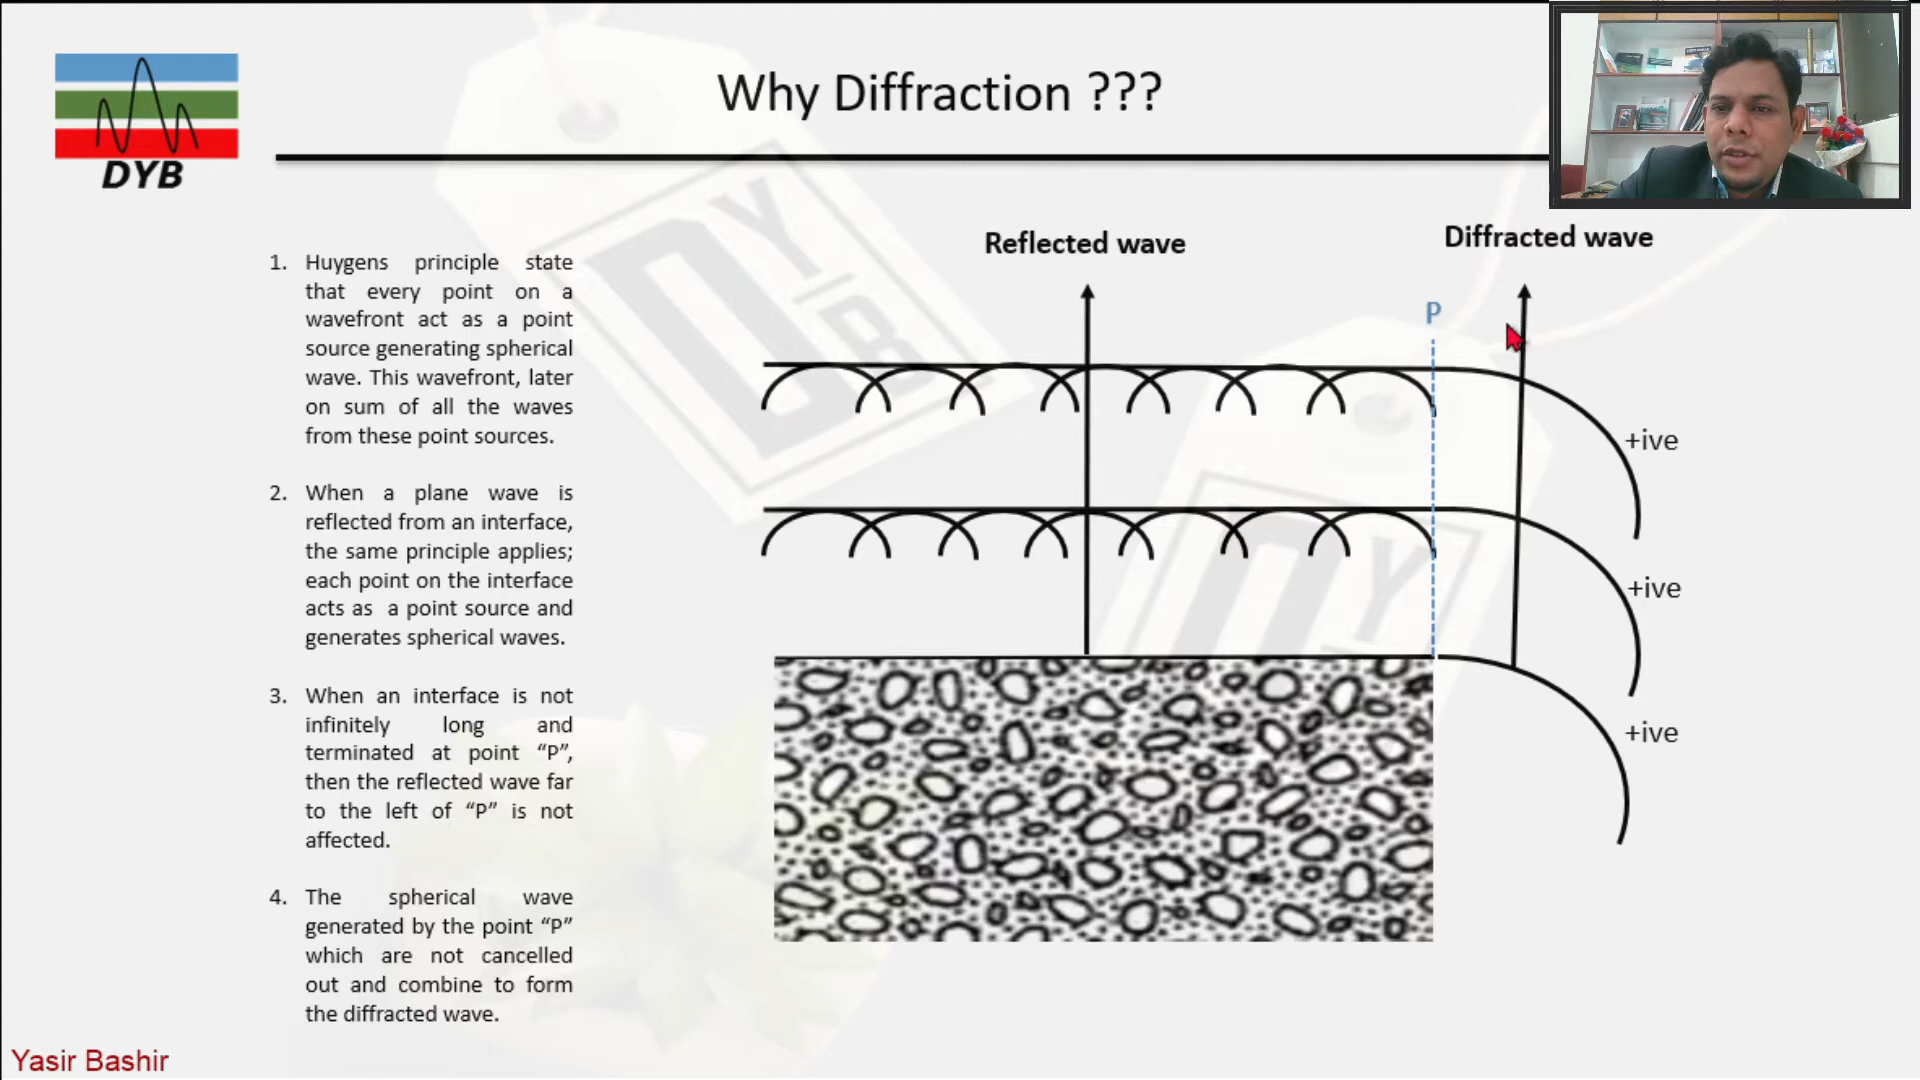 Why Diffraction ???
DYB
Reflected wave
Diffracted wave
P
1. Huygens principle state
that every point on a
wavefront act as a point
source generating spherical
wave. This wavefront, later
on sum of all the waves
from these point sources.
2. When a plane wave is
reflected from an interface,
the same principle applies;
each point on the interface
acts as a point source and
generates spherical waves.
3. When an interface is not
infinitely long and
terminated at point “P”,
then the reflected wave far
to the left of “P” is not
affected.
4. The spherical wave
generated by the point “P”
which are not cancelled
out and combine to form
the diffracted wave.
+ive
+ive
+ive
Yasir Bashir